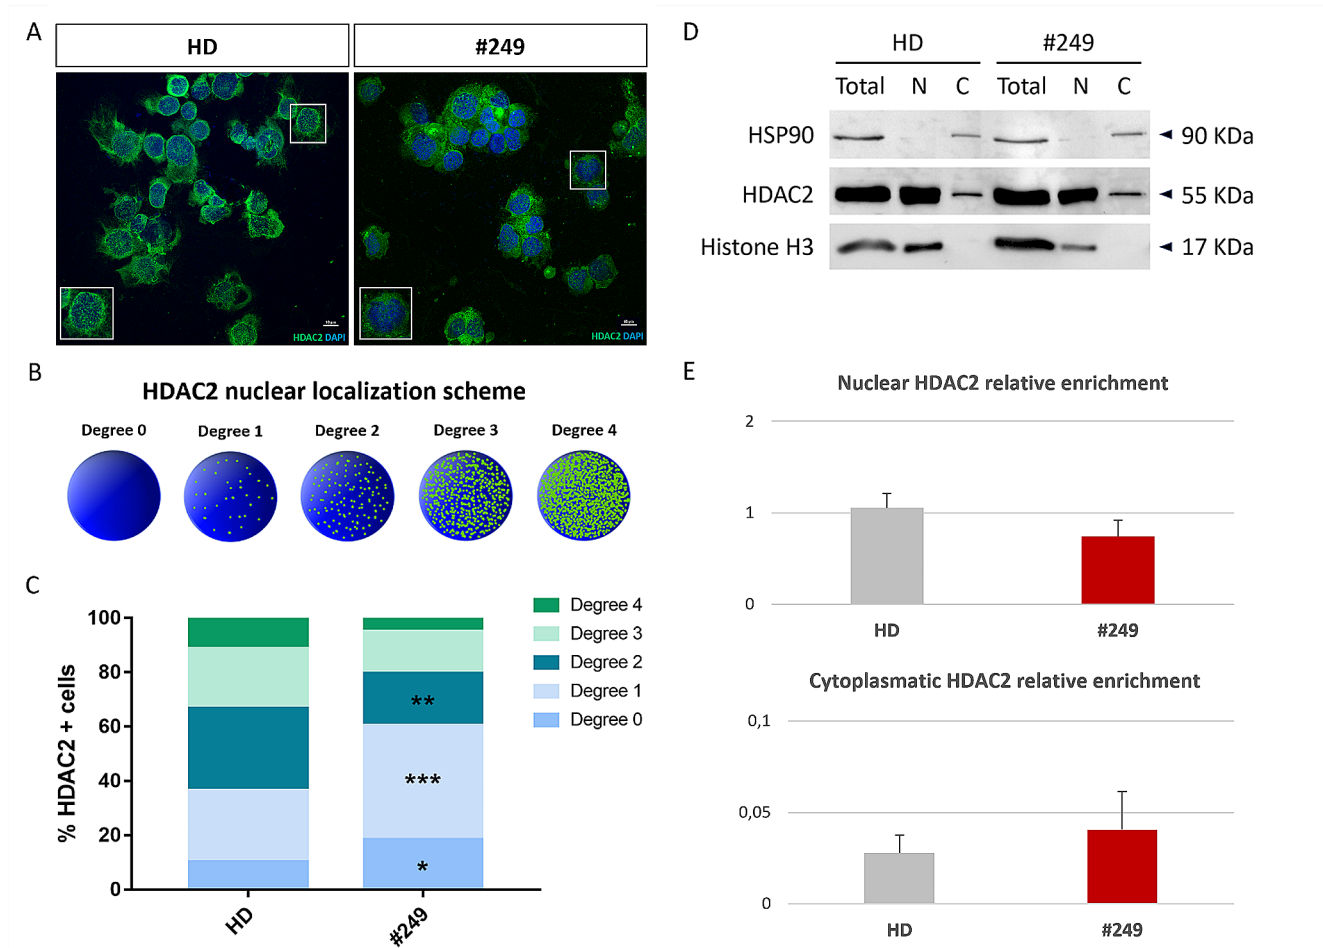 A
HD
#249
HDAC2 DAPI
HDAC2 DAPI
B
HDAC2 nuclear localization scheme
Degree 0 Degree 1 Degree 2 Degree 3 Degree 4
C
% HDAC2 + cells
100
80
60
40
20
0
**
***
*
HD
#249
Degree 4
Degree 3
Degree 2
Degree 1
Degree 0
D
HD #249
Total N C Total N C
HSP90 90 KDa
HDAC2 55 KDa
Histone H3 17 KDa
E
Nuclear HDAC2 relative enrichment
2
1
0
HD #249
Cytoplasmatic HDAC2 relative enrichment
0,1
0,05
0
HD #249